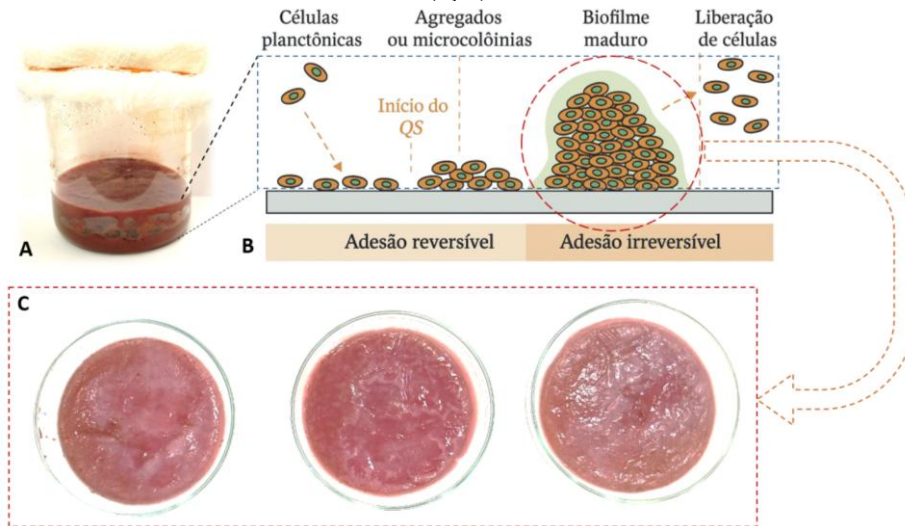 Células
planctônicas
Agregados
ou microcolôinias
Biofilme
maduro
Liberação
de células
Início do
QS
A
B
Adesão reversível
Adesão irreversível
C